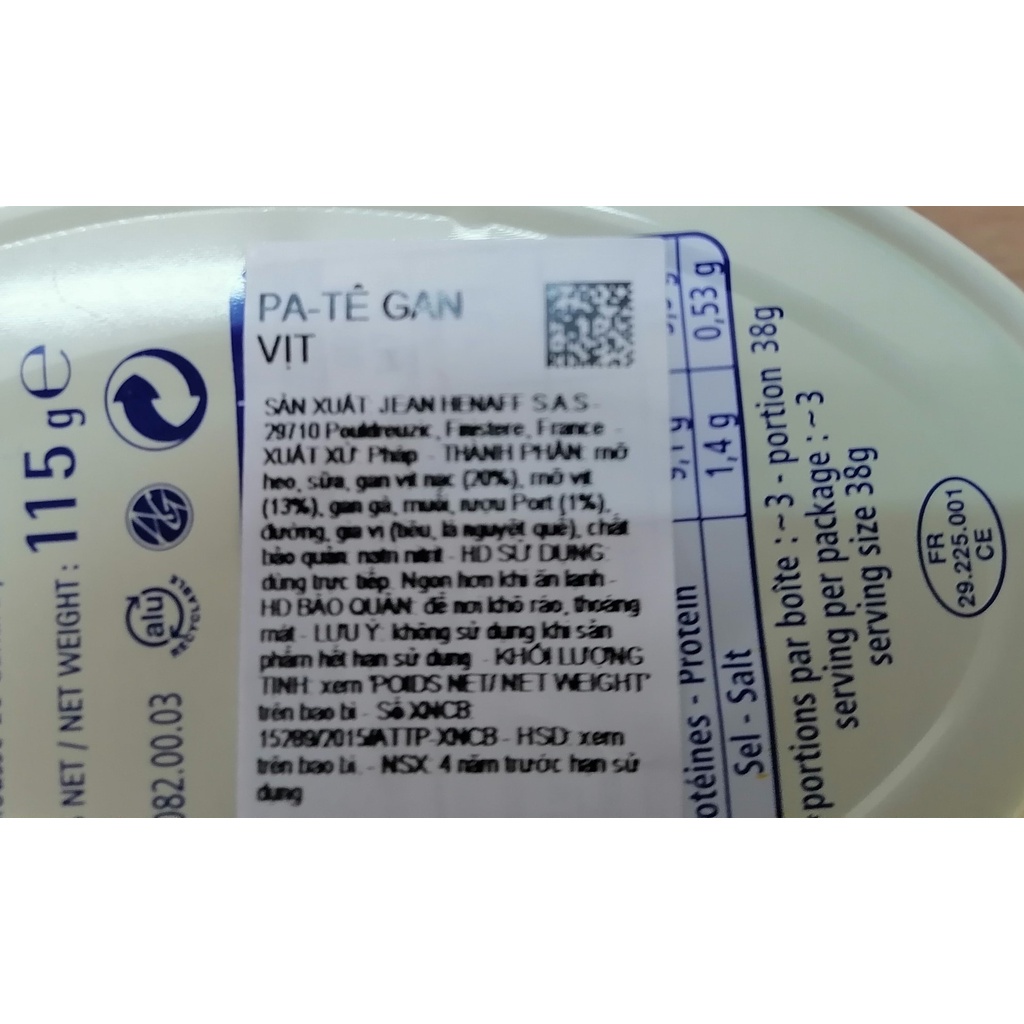 PA-TÊ GAN
VỊT
SẢN XUẤT: JEAN HENAFF S.A.S -
29710 Pouldreuzic, Finistere, France -
XUẤT XỨ: Pháp - THÀNH PHẦN: mỡ
heo, sữa, gan vịt nạc (20%), mỡ vịt
(13%), gan gà, muối, rượu Port (1%),
đường, gia vị (tiêu, lá nguyệt quế), chất
bảo quản: natri nitrit - HD SỬ DỤNG:
dùng trực tiếp. Ngon hơn khi ăn lạnh -
HD BẢO QUẢN: để nơi khô ráo, thoáng
mát - LƯU Ý: không sử dụng khi sản
phẩm hết hạn sử dụng - KHỐI LƯỢNG
TỊNH: xem "POIDS NET/ NET WEIGHT"
trên bao bì - Số XNCB:
15289/2015/ATTP-XNCB - HSD: xem
trên bao bì. - NSX: 4 năm trước hạn sử
dụng
NET / NET WEIGHT : 115 g e
082.00.03
alu
RECYCLABLE
otéines - Protein 9,1 g
Sel - Salt 1,4 g 0,53 g
*portions par boîte : ~ 3 - portion 38g
serving per package : ~3
serving size 38g
FR
29.225.001
CE